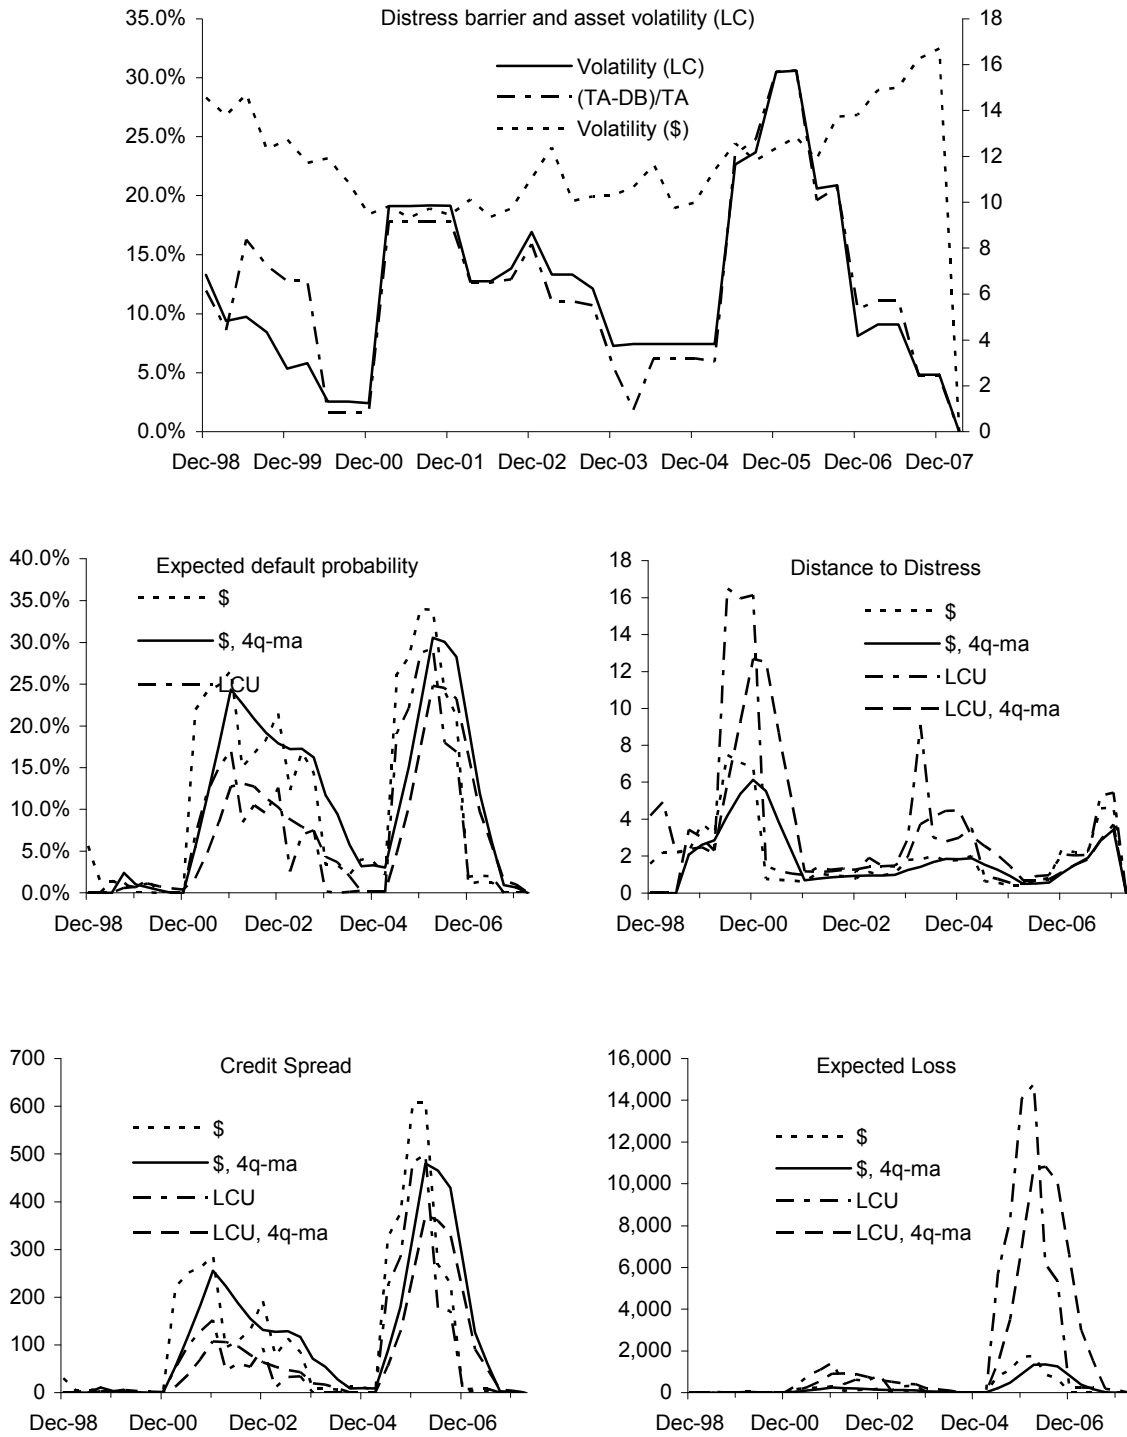 Distress barrier and asset volatility (LC)
35.0%
30.0%
25.0%
20.0%
15.0%
10.0%
5.0%
0.0%
18
16
14
12
10
8
6
4
2
0
Volatility (LC)
(TA-DB)/TA
Volatility ($)
Dec-98 Dec-99 Dec-00 Dec-01 Dec-02 Dec-03 Dec-04 Dec-05 Dec-06 Dec-07
Expected default probability
40.0%
35.0%
30.0%
25.0%
20.0%
15.0%
10.0%
5.0%
0.0%
$
$, 4q-ma
LCU
Dec-98 Dec-00 Dec-02 Dec-04 Dec-06
Distance to Distress
18
16
14
12
10
8
6
4
2
0
$
$, 4q-ma
LCU
LCU, 4q-ma
Dec-98 Dec-00 Dec-02 Dec-04 Dec-06
Credit Spread
700
600
500
400
300
200
100
0
$
$, 4q-ma
LCU
LCU, 4q-ma
Dec-98 Dec-00 Dec-02 Dec-04 Dec-06
Expected Loss
16,000
14,000
12,000
10,000
8,000
6,000
4,000
2,000
0
$
$, 4q-ma
LCU
LCU, 4q-ma
Dec-98 Dec-00 Dec-02 Dec-04 Dec-06